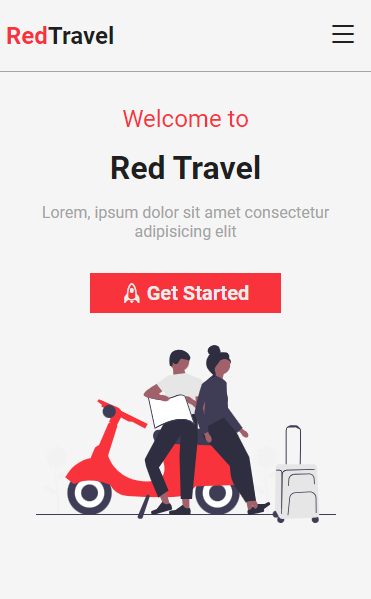 RedTravel
Welcome to
Red Travel
Lorem, ipsum dolor sit amet consectetur
adipisicing elit
Get Started